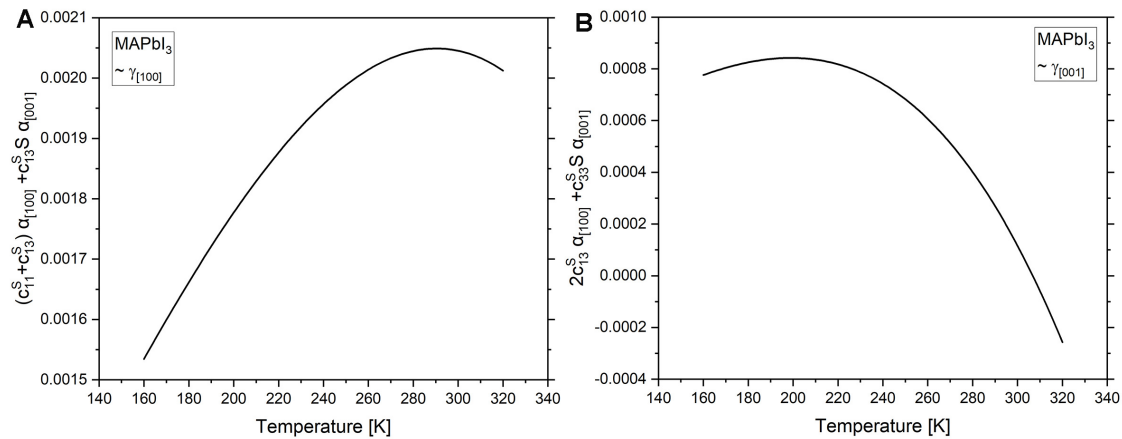 A
MAPbI₃
~ γ[100]
(c₁₁ˢ+c₁₃ˢ) α[100] +c₁₃ˢS α[001]
0.0021
0.0020
0.0019
0.0018
0.0017
0.0016
0.0015
140 160 180 200 220 240 260 280 300 320 340
Temperature [K]
B
MAPbI₃
~ γ[001]
2c₁₃ˢ α[100] +c₃₃ˢS α[001]
0.0010
0.0008
0.0006
0.0004
0.0002
0.0000
-0.0002
-0.0004
140 160 180 200 220 240 260 280 300 320 340
Temperature [K]